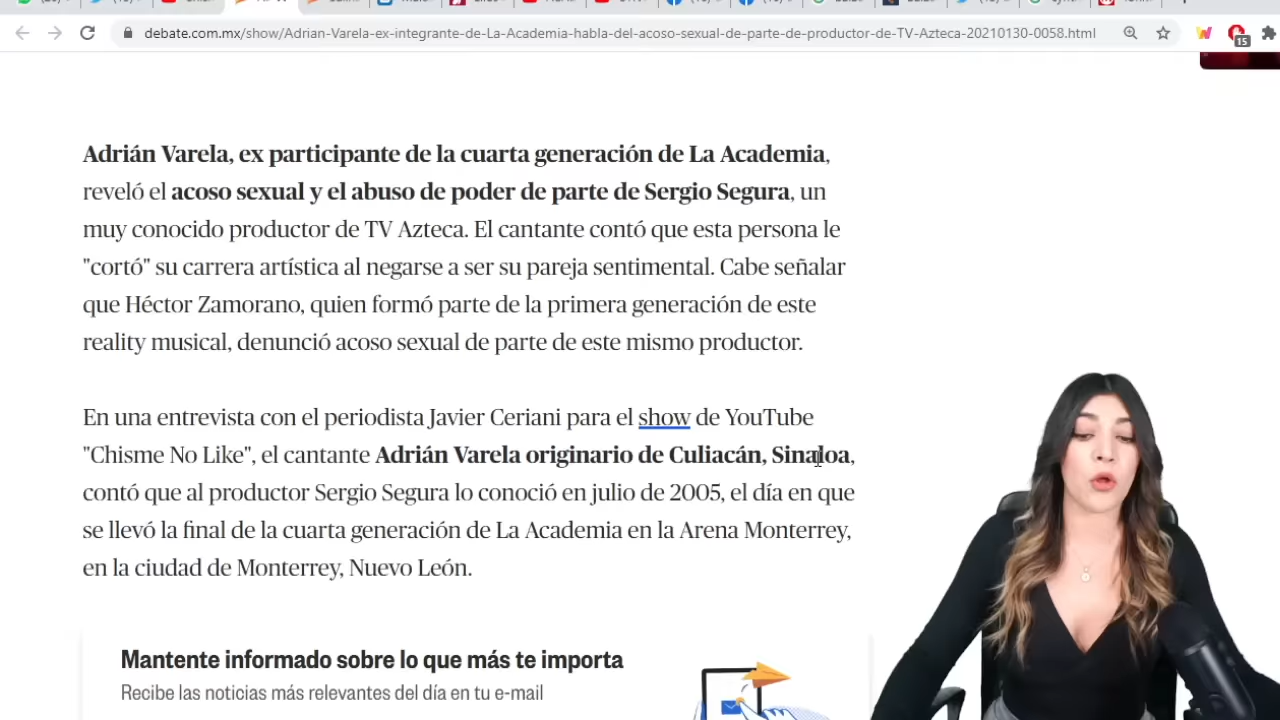 debate.com.mx/show/Adrian-Varela-ex-integrante-de-La-Academia-habla-del-acoso-sexual-de-parte-de-productor-de-TV-Azteca-20210130-0058.html
15
Adrián Varela, ex participante de la cuarta generación de La Academia,
reveló el acoso sexual y el abuso de poder de parte de Sergio Segura, un
muy conocido productor de TV Azteca. El cantante contó que esta persona le
"cortó" su carrera artística al negarse a ser su pareja sentimental. Cabe señalar
que Héctor Zamorano, quien formó parte de la primera generación de este
reality musical, denunció acoso sexual de parte de este mismo productor.
En una entrevista con el periodista Javier Ceriani para el show de YouTube
"Chisme No Like", el cantante Adrián Varela originario de Culiacán, Sinaloa,
contó que al productor Sergio Segura lo conoció en julio de 2005, el día en que
se llevó la final de la cuarta generación de La Academia en la Arena Monterrey,
en la ciudad de Monterrey, Nuevo León.
Mantente informado sobre lo que más te importa
Recibe las noticias más relevantes del día en tu e-mail